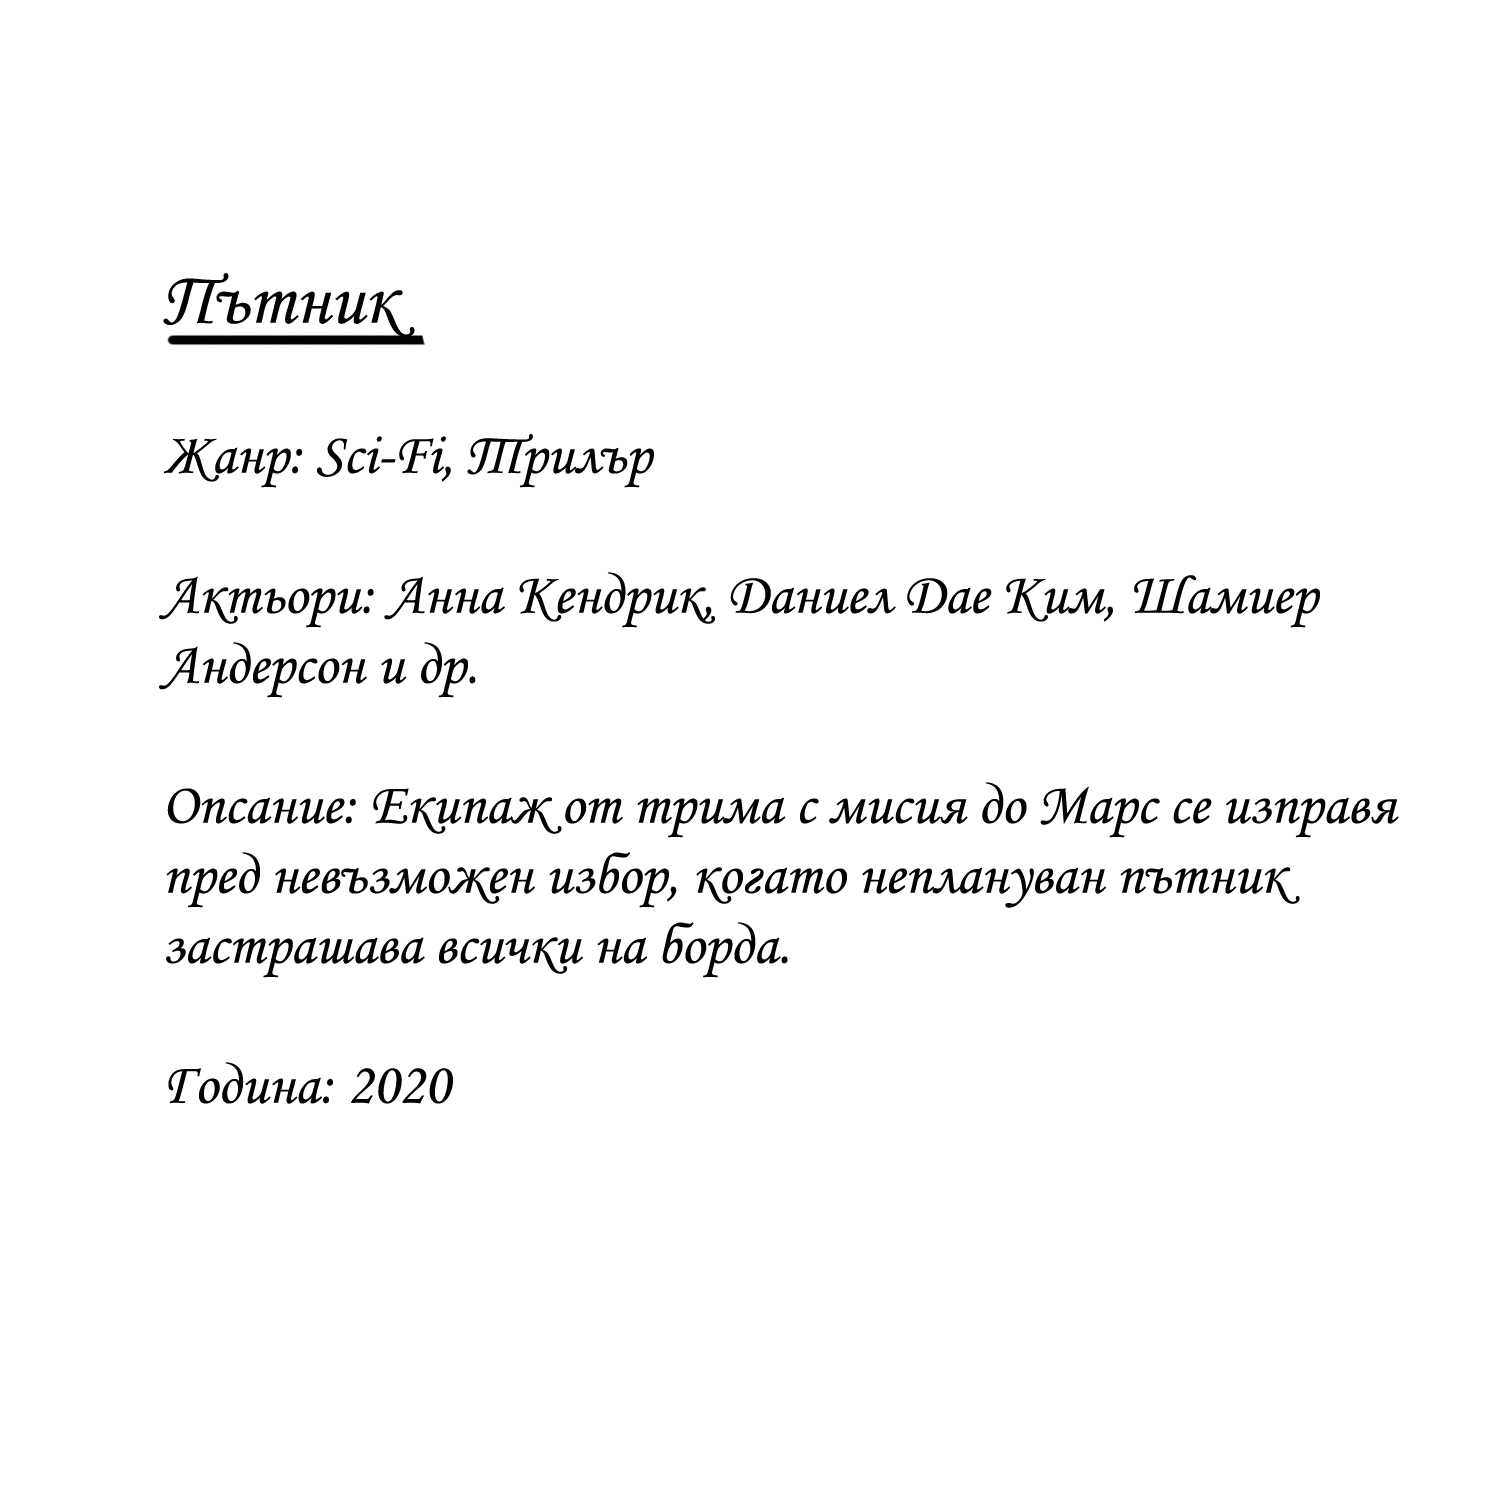 Пътник
Жанр: Sci-Fi, Трилър
Актьори: Анна Кендрик, Даниел Дае Ким, Шамиер
Андерсон и др.
Опсание: Екипаж от трима с мисия до Марс се изправя
пред невъзможен избор, когато неплануван пътник
застрашава всички на борда.
Година: 2020